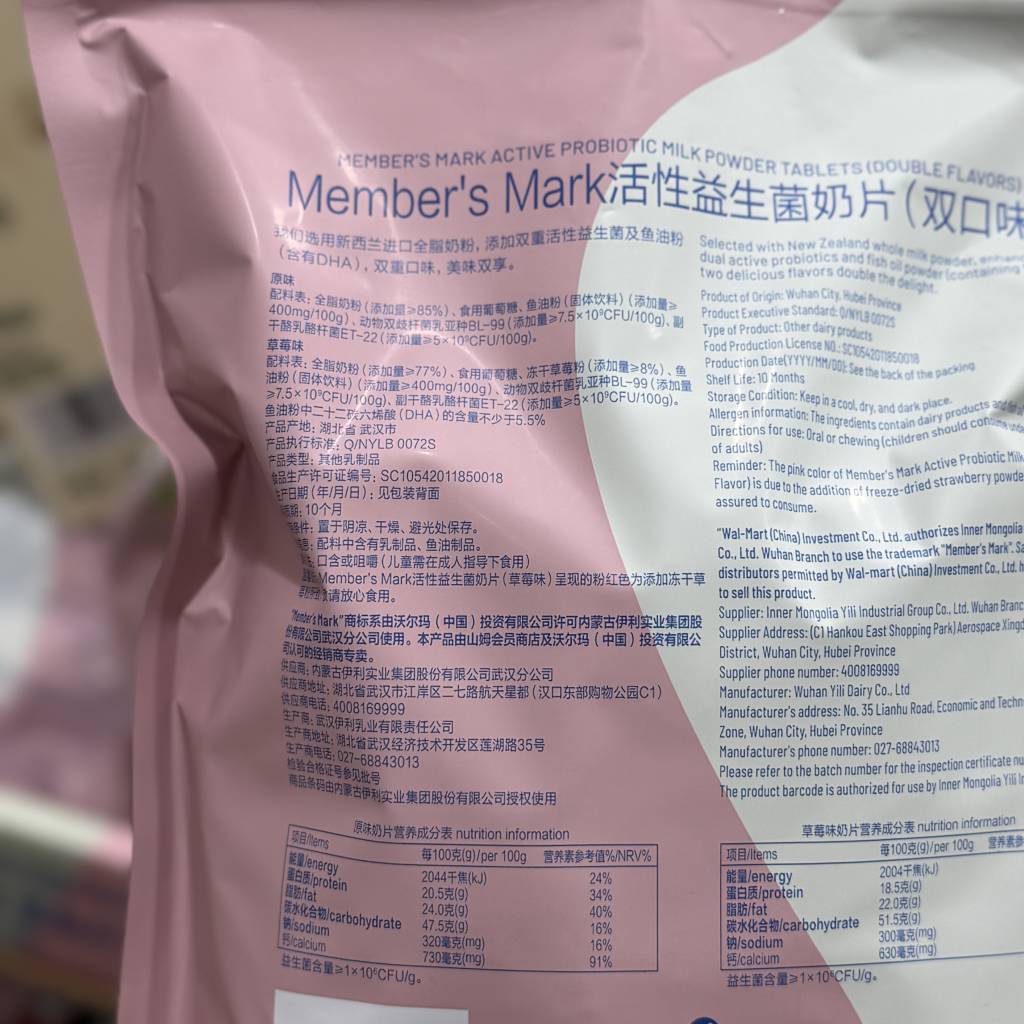 MEMBER'S MARK ACTIVE PROBIOTIC MILK POWDER TABLETS (DOUBLE FLAVORS)
Member's Mark活性益生菌奶片（双口味
我们选用新西兰进口全脂奶粉，添加双重活性益生菌及鱼油粉
（含有DHA），双重口味，美味双享。
原味
配料表：全脂奶粉（添加量≥85%）、食用葡萄糖、鱼油粉（固体饮料）（添加量≥
400mg/100g）、动物双歧杆菌乳亚种BL-99（添加量≥7.5×10⁹CFU/100g）、副
干酪乳酪杆菌ET-22（添加量≥5×10⁹CFU/100g）。
草莓味
配料表：全脂奶粉（添加量≥77%）、食用葡萄糖、冻干草莓粉（添加量≥8%）、鱼
油粉（固体饮料）（添加量≥400mg/100g）、动物双歧杆菌乳亚种BL-99（添加量
≥7.5×10⁹CFU/100g）、副干酪乳酪杆菌ET-22（添加量≥5×10⁹CFU/100g）。
鱼油粉中二十二碳六烯酸（DHA）的含量不少于5.5%
产品产地：湖北省 武汉市
产品执行标准：Q/NYLB 0072S
产品类型：其他乳制品
食品生产许可证编号：SC10542011850018
生产日期（年/月/日）：见包装背面
期：10个月
条件：置于阴凉、干燥、避光处保存。
息：配料中含有乳制品、鱼油制品。
口含或咀嚼（儿童需在成人指导下食用）
Member's Mark活性益生菌奶片（草莓味）呈现的粉红色为添加冻干草
请放心食用。
"Member's Mark"商标系由沃尔玛（中国）投资有限公司许可内蒙古伊利实业集团股
份有限公司武汉分公司使用。本产品由山姆会员商店及沃尔玛（中国）投资有限公
司认可的经销商专卖。
供应商：内蒙古伊利实业集团股份有限公司武汉分公司
供应商地址：湖北省武汉市江岸区二七路航天星都（汉口东部购物公园C1）
供应商电话：4008169999
生产商：武汉伊利乳业有限责任公司
生产商地址：湖北省武汉经济技术开发区莲湖路35号
生产商电话：027-68843013
检验合格证号参见批号
商品条码由内蒙古伊利实业集团股份有限公司授权使用
Selected with New Zealand whole milk powder, enhanc
dual active probiotics and fish oil powder (containing
two delicious flavors double the delight.
Product of Origin: Wuhan City, Hubei Province
Product Executive Standard: Q/NYLB 0072S
Type of Product: Other dairy products
Food Production License NO.: SC10542011850018
Production Date(YYYY/MM/DD): See the back of the packing
Shelf Life: 10 Months
Storage Condition: Keep in a cool, dry, and dark place.
Allergen information: The ingredients contain dairy products and
Directions for use: Oral or chewing (children should consume unde
of adults)
Reminder: The pink color of Member's Mark Active Probiotic Milk
Flavor) is due to the addition of freeze-dried strawberry powde
assured to consume.
"Wal-Mart (China) Investment Co., Ltd. authorizes Inner Mongolia
Co., Ltd. Wuhan Branch to use the trademark "Member's Mark". Sa
distributors permitted by Wal-mart (China) Investment Co., Ltd. h
to sell this product.
Supplier: Inner Mongolia Yili Industrial Group Co., Ltd. Wuhan Branc
Supplier Address: (C1 Hankou East Shopping Park) Aerospace Xingd
District, Wuhan City, Hubei Province
Supplier phone number: 4008169999
Manufacturer: Wuhan Yili Dairy Co., Ltd
Manufacturer's address: No. 35 Lianhu Road, Economic and Techn
Zone, Wuhan City, Hubei Province
Manufacturer's phone number: 027-68843013
Please refer to the batch number for the inspection certificate nu
The product barcode is authorized for use by Inner Mongolia Yili In
原味奶片营养成分表 nutrition information
项目/Items 每100克(g)/per 100g 营养素参考值%/NRV%
能量/energy 2044千焦(kJ) 24%
蛋白质/protein 20.5克(g) 34%
脂肪/fat 24.0克(g) 40%
碳水化合物/carbohydrate 47.5克(g) 16%
钠/sodium 320毫克(mg) 16%
钙/calcium 730毫克(mg) 91%
益生菌含量≥1×10⁶CFU/g。
草莓味奶片营养成分表 nutrition information
项目/Items 每100克(g)/per 100g 营养素参
能量/energy 2004千焦(kJ)
蛋白质/protein 18.5克(g)
脂肪/fat 22.0克(g)
碳水化合物/carbohydrate 51.5克(g)
钠/sodium 300毫克(mg)
钙/calcium 630毫克(mg)
益生菌含量≥1×10⁶CFU/g。